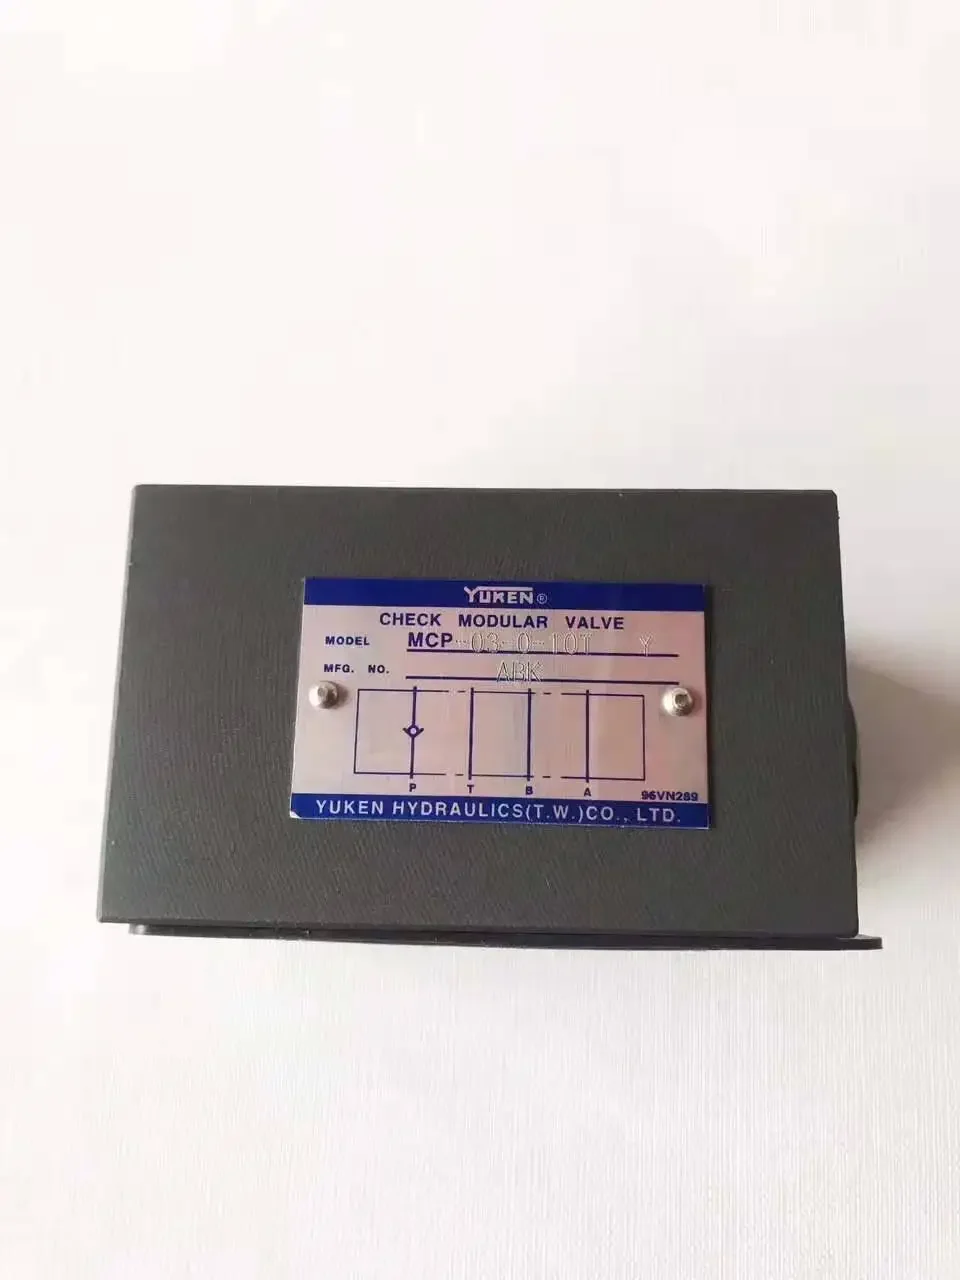 YUKEN®
CHECK MODULAR VALVE
MODEL MCP-03-0-10T Y
MFG. NO. ABK
P T B A
96VN289
YUKEN HYDRAULICS(T.W.)CO., LTD.